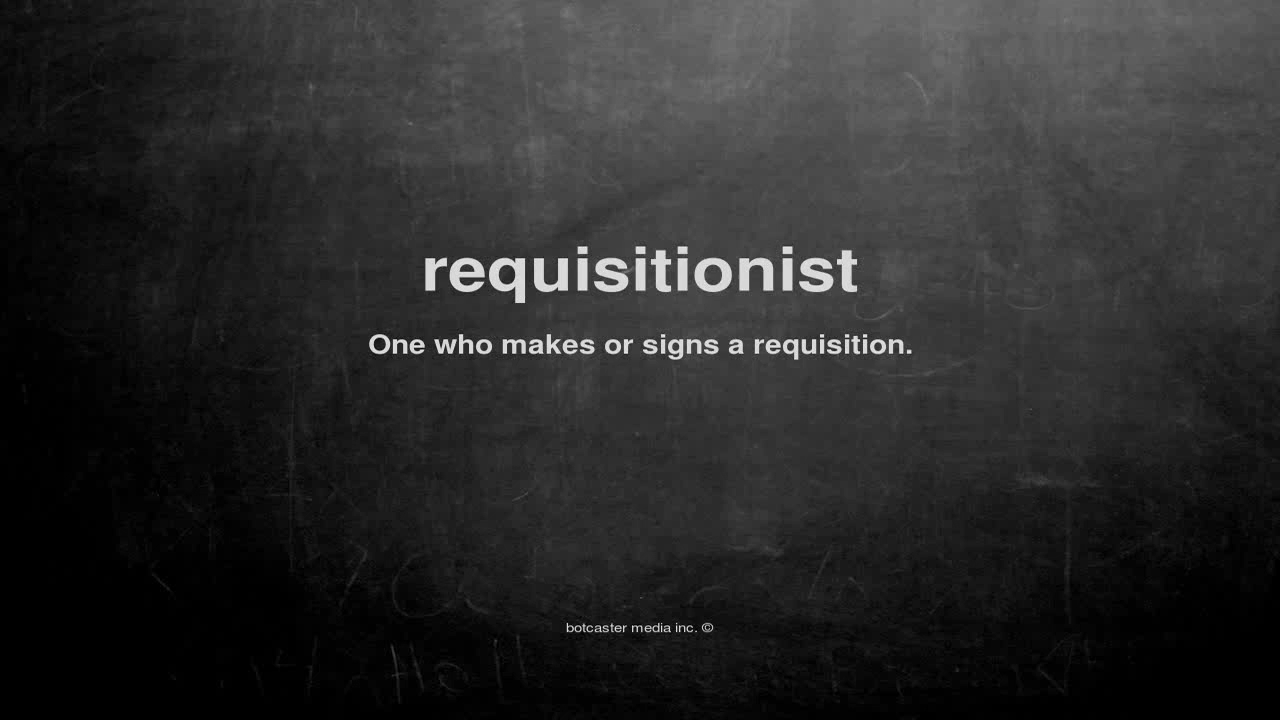 requisitionist
One who makes or signs a requisition.
botcaster media inc. ©